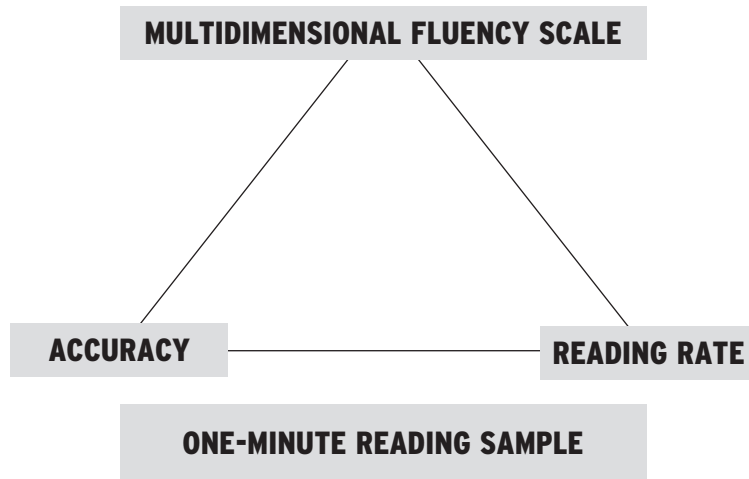 MULTIDIMENSIONAL FLUENCY SCALE
ACCURACY
READING RATE
ONE-MINUTE READING SAMPLE